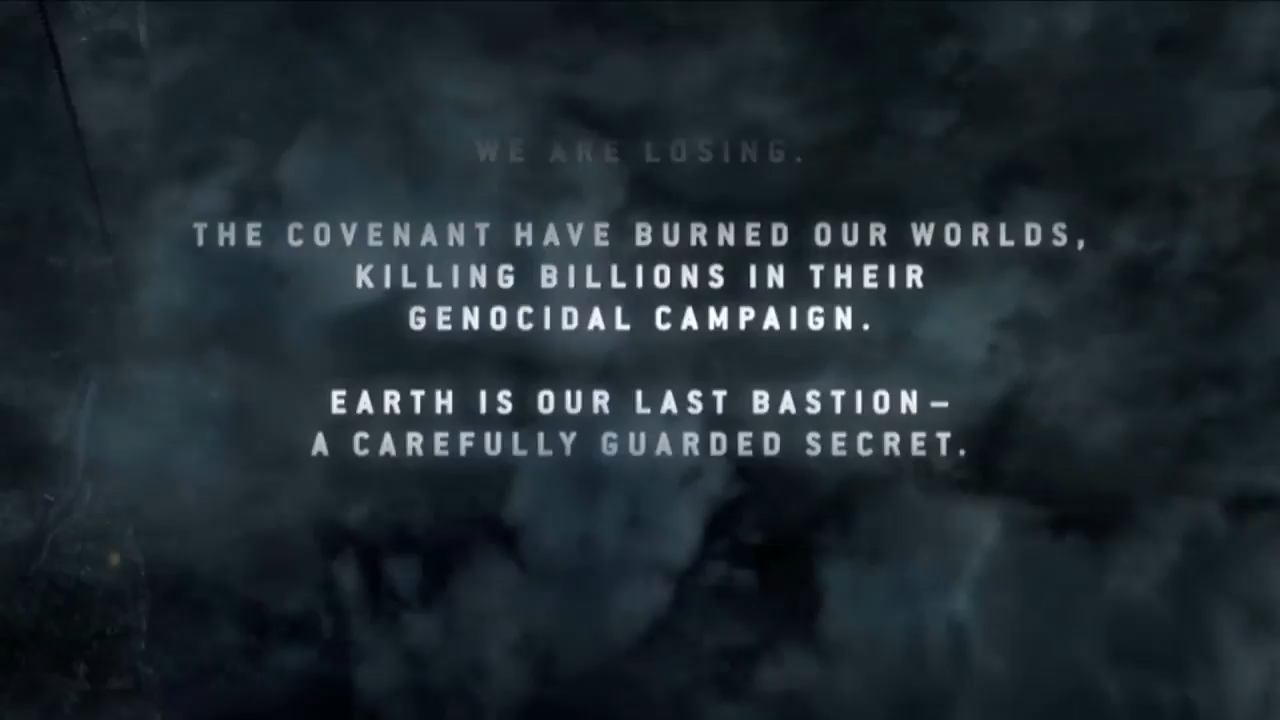 WE ARE LOSING.
THE COVENANT HAVE BURNED OUR WORLDS,
KILLING BILLIONS IN THEIR
GENOCIDAL CAMPAIGN.
EARTH IS OUR LAST BASTION–
A CAREFULLY GUARDED SECRET.